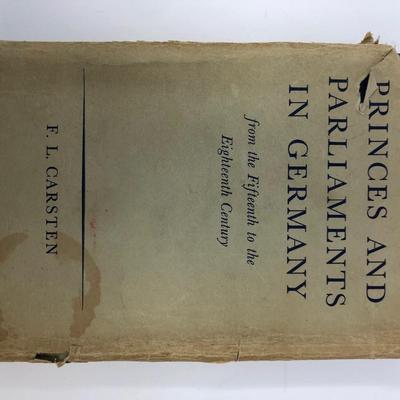 PRINCES AND
PARLIAMENTS
IN GERMANY
from the Fifteenth to the
Eighteenth Century
F. L. CARSTEN